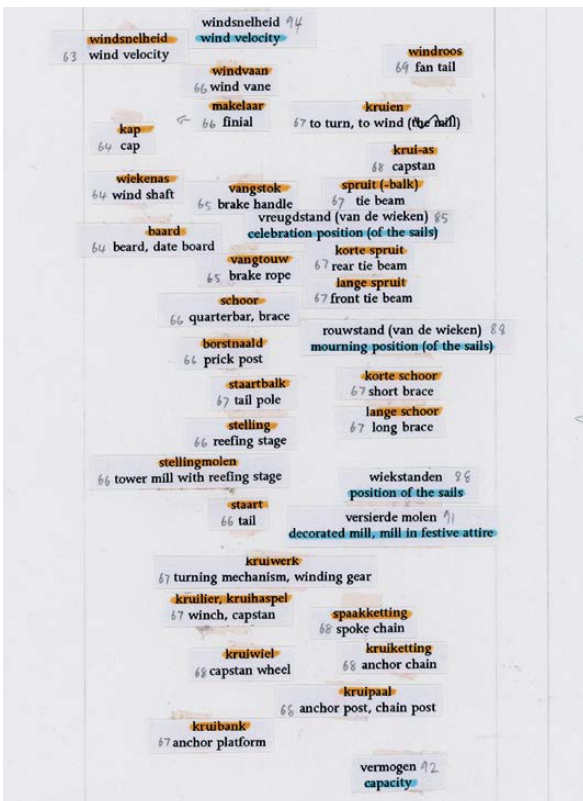 windsnelheid 94
wind velocity
windsnelheid
63 wind velocity
windroos
69 fan tail
windvaan
66 wind vane
makelaar
66 finial
kruien
67 to turn, to wind (the mill)
kap
64 cap
krui-as
68 capstan
wiekenas
64 wind shaft
vangstok
65 brake handle
spruit (-balk)
67 tie beam
vreugdstand (van de wieken) 85
celebration position (of the sails)
baard
64 beard, date board
korte spruit
67 rear tie beam
vangtouw
65 brake rope
lange spruit
67 front tie beam
schoor
66 quarterbar, brace
rouwstand (van de wieken) 88
mourning position (of the sails)
borstnaald
66 prick post
korte schoor
67 short brace
staartbalk
67 tail pole
lange schoor
67 long brace
stelling
66 reefing stage
stellingmolen
66 tower mill with reefing stage
wiekstanden 86
position of the sails
staart
66 tail
versierde molen 91
decorated mill, mill in festive attire
kruiwerk
67 turning mechanism, winding gear
kruilier, kruihaspel
67 winch, capstan
spaakketting
68 spoke chain
kruiwiel
68 capstan wheel
kruiketting
68 anchor chain
kruipaal
68 anchor post, chain post
kruibank
67 anchor platform
vermogen 92
capacity